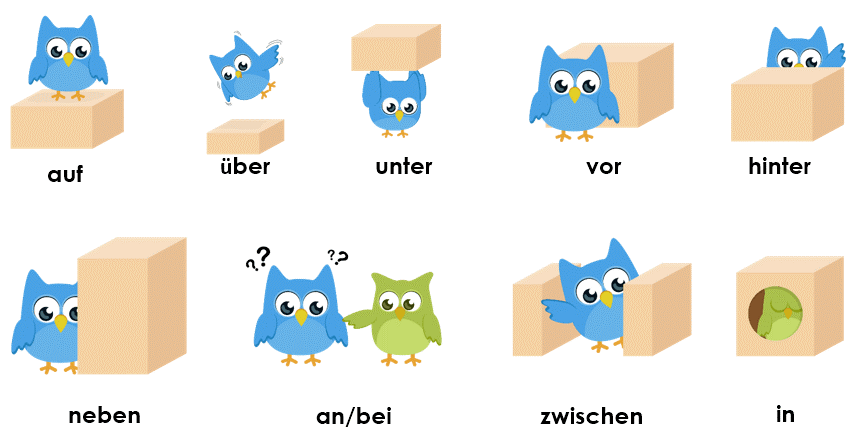 auf
über
unter
vor
hinter
??
??
neben
an/bei
zwischen
in